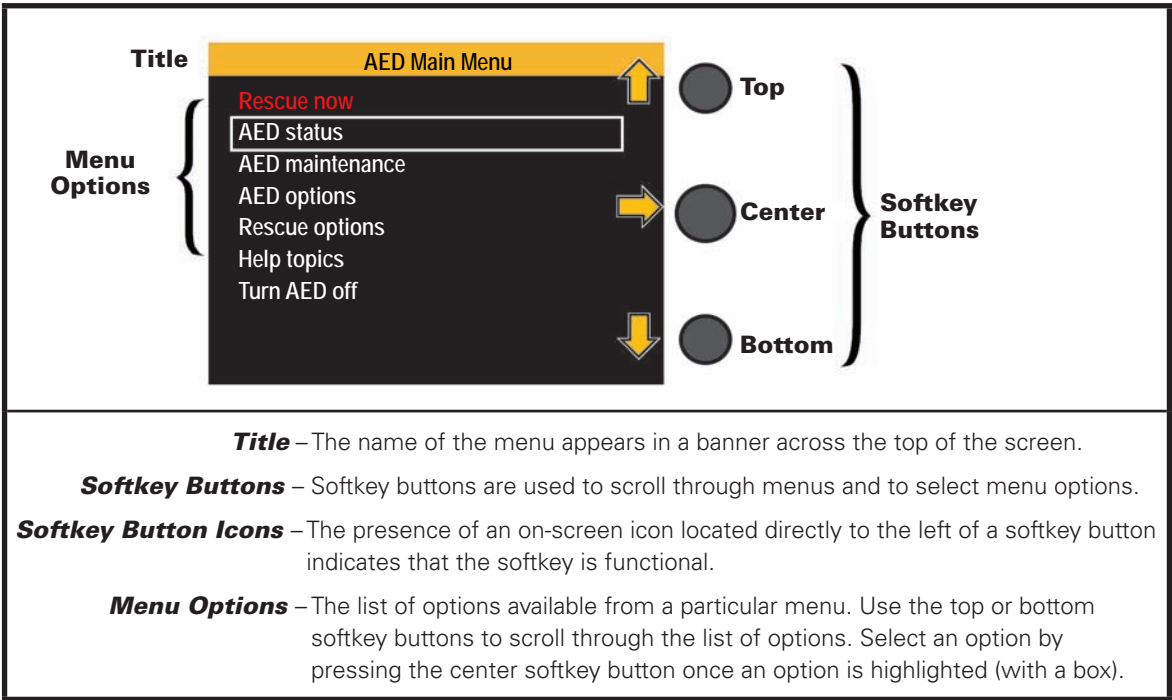 Title
AED Main Menu
Top
Rescue now
AED status
Menu
Options
AED maintenance
AED options
Rescue options
Help topics
Turn AED off
Center
Softkey
Buttons
Bottom
Title – The name of the menu appears in a banner across the top of the screen.
Softkey Buttons – Softkey buttons are used to scroll through menus and to select menu options.
Softkey Button Icons – The presence of an on-screen icon located directly to the left of a softkey button
indicates that the softkey is functional.
Menu Options – The list of options available from a particular menu. Use the top or bottom
softkey buttons to scroll through the list of options. Select an option by
pressing the center softkey button once an option is highlighted (with a box).